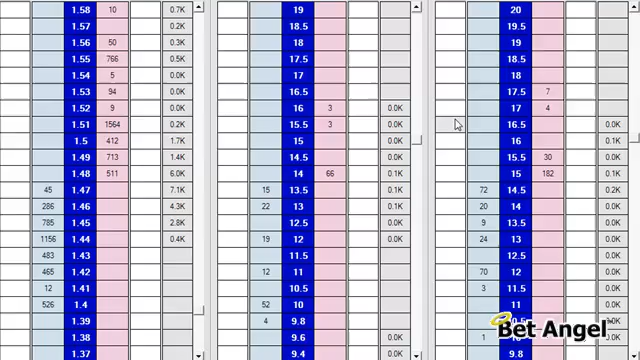 1.58 10 0.7K 19 20
1.57 0.2K 18.5 19.5
1.56 50 0.3K 18 19
1.55 766 0.5K 17.5 18.5
1.54 5 0.0K 17 18
1.53 94 0.0K 16.5 17.5 7
1.52 9 0.0K 16 3 0.0K 17 4
1.51 1564 0.2K 15.5 3 0.0K 16.5 0.0K
1.5 412 1.7K 15 0.0K 16 0.1K
1.49 713 1.4K 14.5 0.0K 15.5 30 0.1K
1.48 511 6.0K 14 66 0.1K 15 182 0.1K
45 1.47 7.1K 15 13.5 0.1K 72 14.5 0.2K
286 1.46 4.3K 22 13 0.1K 20 14 0.1K
785 1.45 2.8K 12.5 0.0K 9 13.5 0.0K
1156 1.44 0.4K 19 12 0.0K 24 13 0.0K
483 1.43 11.5 12.5
465 1.42 12 11 70 12 0.0K
12 1.41 10.5 3 11.5 0.0K
526 1.4 52 10 11
1.39 4 9.8 0.0K
1.38 9.6 0.0K 1
1.37 9.4 0.0K 9.8
Bet Angel